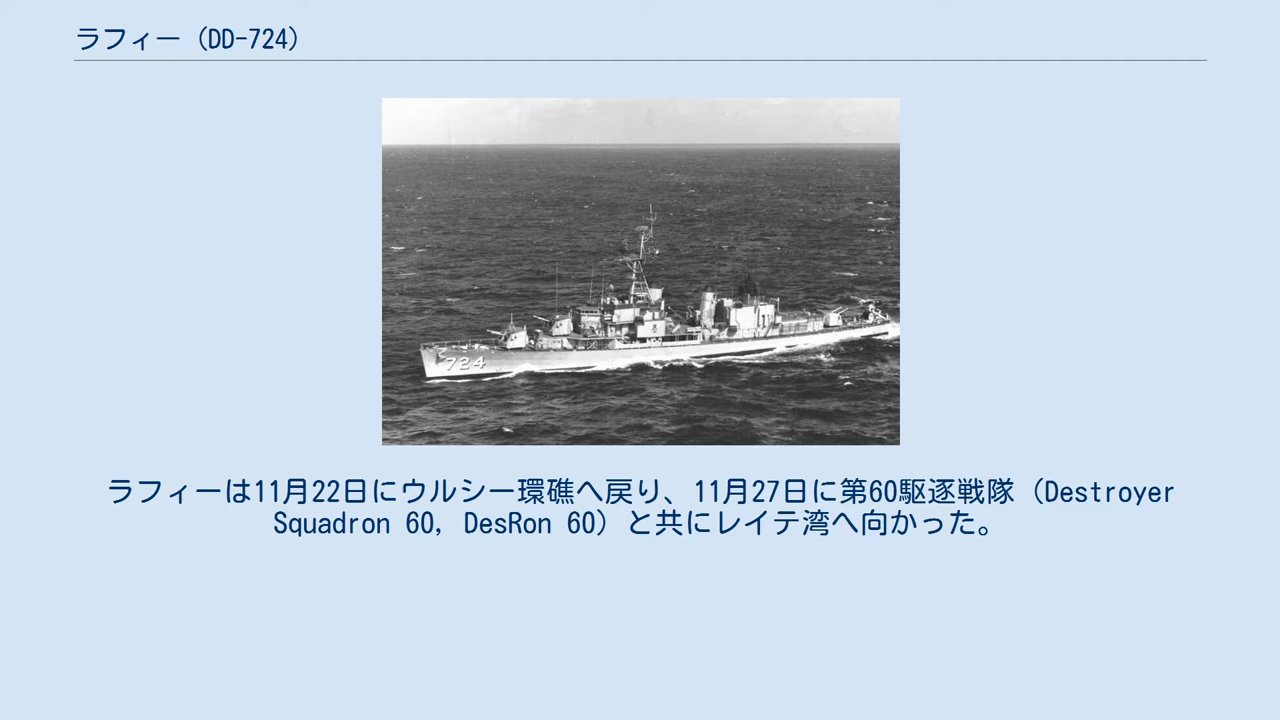 ラフィー（DD-724）
724
ラフィーは11月22日にウルシー環礁へ戻り、11月27日に第60駆逐戦隊（Destroyer
Squadron 60, DesRon 60）と共にレイテ湾へ向かった。